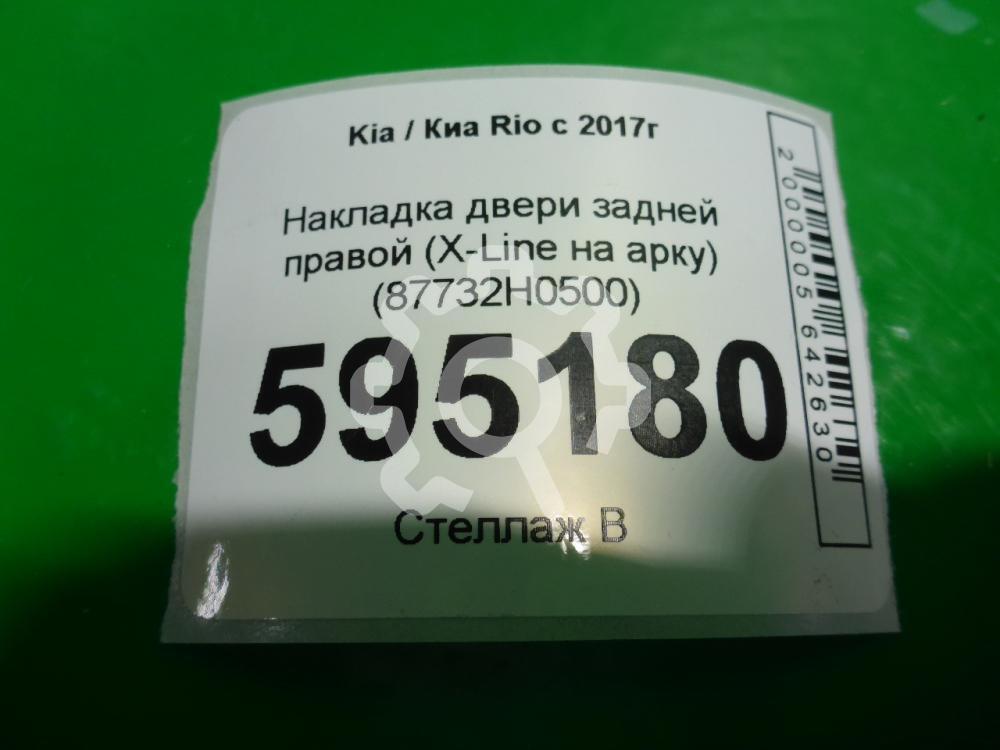 Kia / Киа Rio с 2017г
Накладка двери задней
правой (X-Line на арку)
(87732H0500)
595180
Стеллаж В
2000005642630